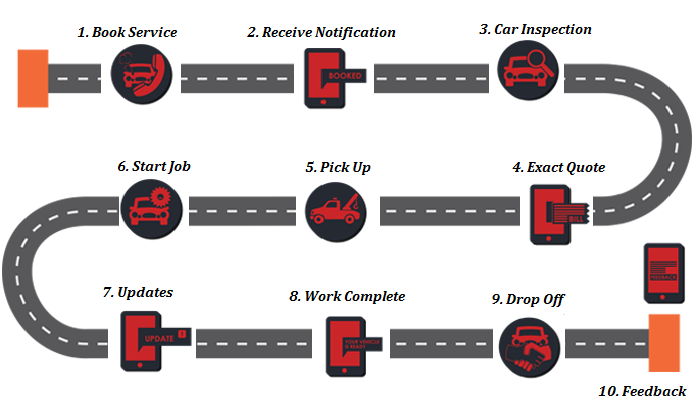 1. Book Service
2. Receive Notification
3. Car Inspection
BOOKED
6. Start Job
5. Pick Up
4. Exact Quote
BILL
FEEDBACK
7. Updates
8. Work Complete
9. Drop Off
UPDATE
YOUR VEHICLE
IS READY
10. Feedback